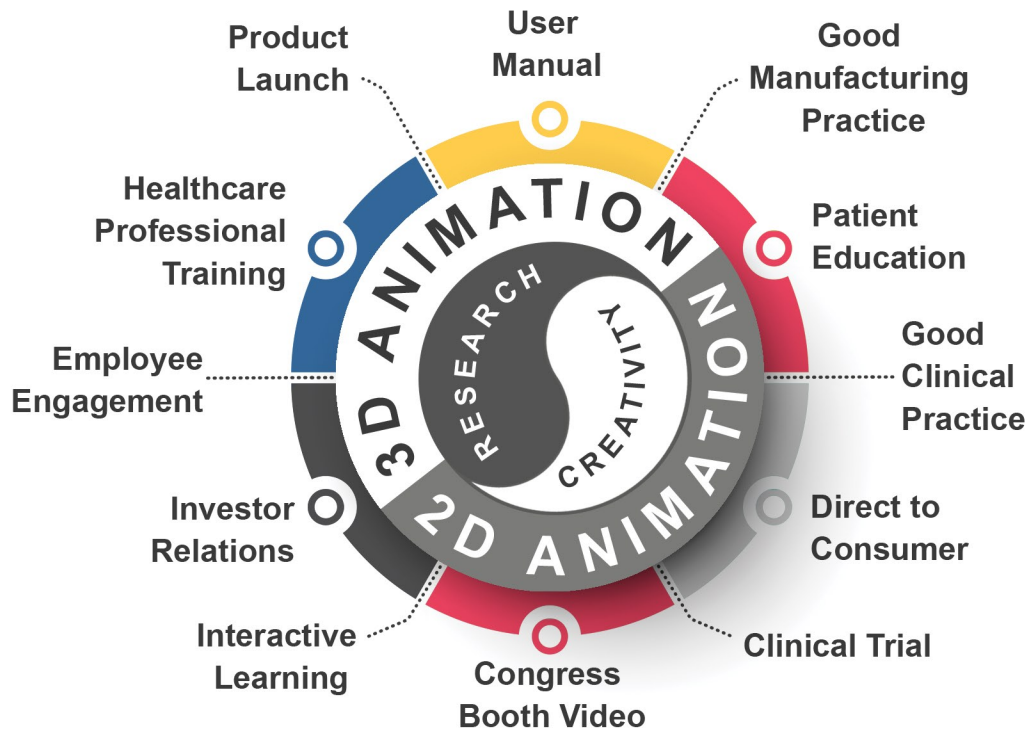 User
Manual
Good
Manufacturing
Practice
Patient
Education
Good
Clinical
Practice
Direct to
Consumer
Clinical Trial
Congress
Booth Video
Interactive
Learning
Investor
Relations
Employee
Engagement
Healthcare
Professional
Training
Product
Launch
3D ANIMATION
2D ANIMATION
RESEARCH
CREATIVITY